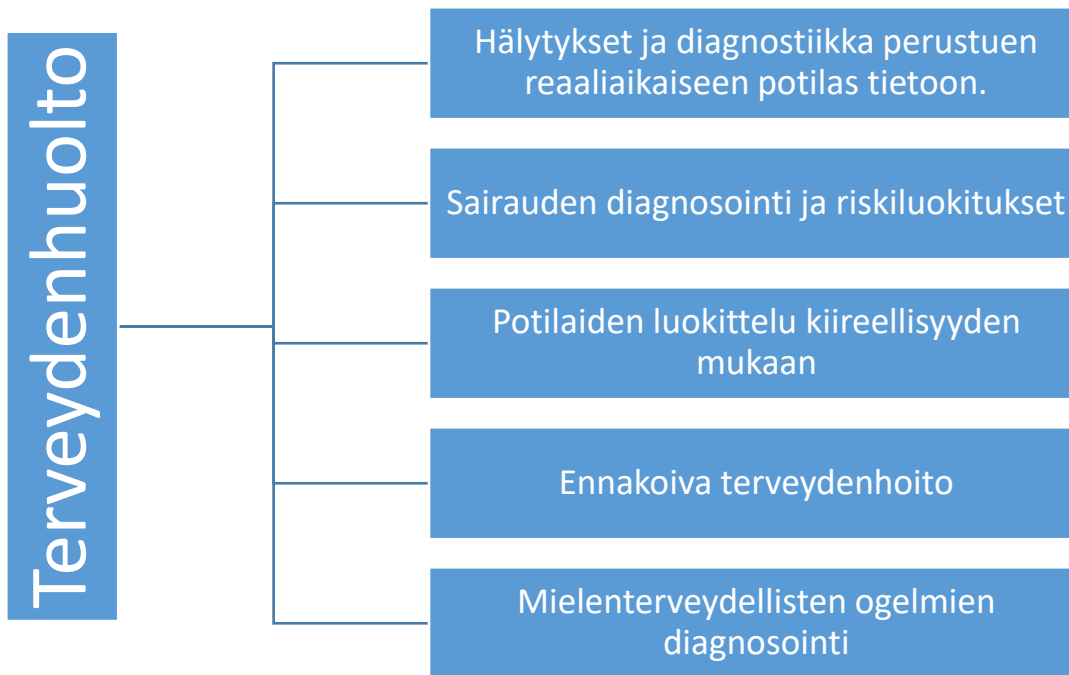 Terveydenhuolto
Hälytykset ja diagnostiikka perustuen
reaaliaikaiseen potilas tietoon.
Sairauden diagnosointi ja riskiluokitukset
Potilaiden luokittelu kiireellisyyden
mukaan
Ennakoiva terveydenhoito
Mielenterveydellisten ogelmien
diagnosointi